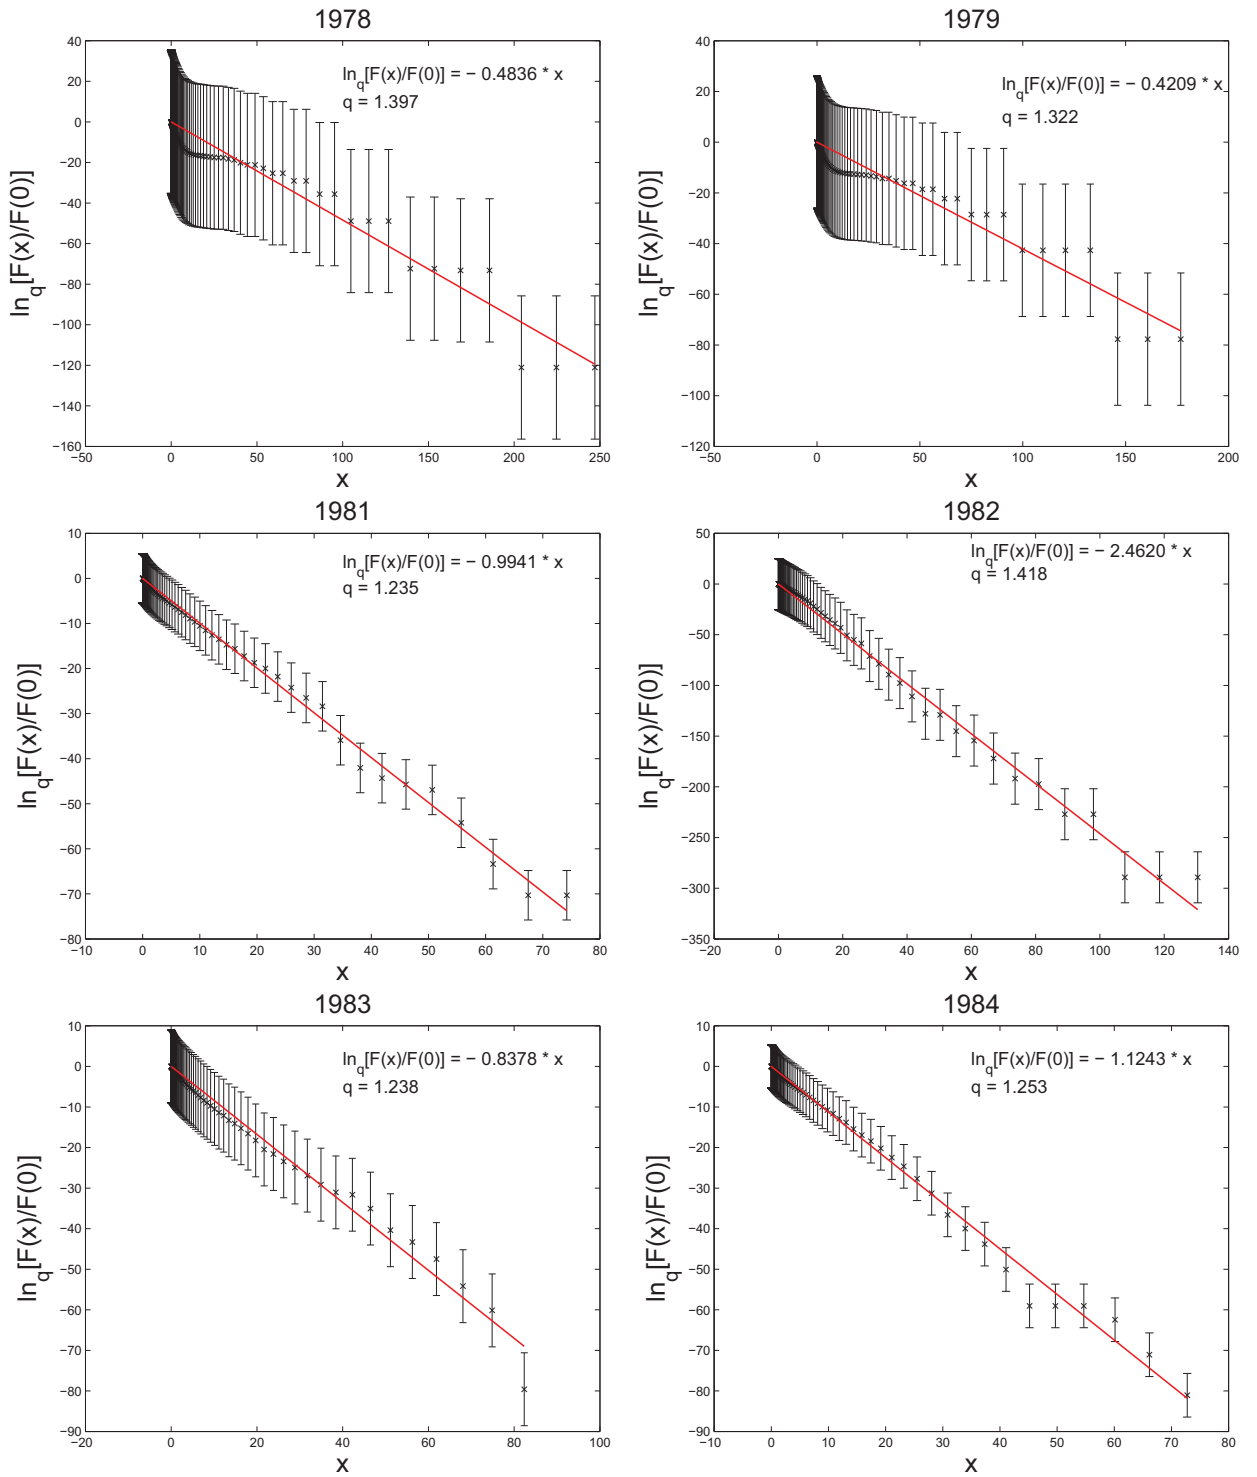 1978
ln_q[F(x)/F(0)] = − 0.4836 * x
q = 1.397
ln_q[F(x)/F(0)]
40
20
0
−20
−40
−60
−80
−100
−120
−140
−160
−50 0 50 100 150 200 250
x
1979
ln_q[F(x)/F(0)] = − 0.4209 * x
q = 1.322
ln_q[F(x)/F(0)]
40
20
0
−20
−40
−60
−80
−100
−120
−50 0 50 100 150 200
x
1981
ln_q[F(x)/F(0)] = − 0.9941 * x
q = 1.235
ln_q[F(x)/F(0)]
10
0
−10
−20
−30
−40
−50
−60
−70
−80
−10 0 10 20 30 40 50 60 70 80
x
1982
ln_q[F(x)/F(0)] = − 2.4620 * x
q = 1.418
ln_q[F(x)/F(0)]
50
0
−50
−100
−150
−200
−250
−300
−350
−20 0 20 40 60 80 100 120 140
x
1983
ln_q[F(x)/F(0)] = − 0.8378 * x
q = 1.238
ln_q[F(x)/F(0)]
10
0
−10
−20
−30
−40
−50
−60
−70
−80
−90
−20 0 20 40 60 80 100
x
1984
ln_q[F(x)/F(0)] = − 1.1243 * x
q = 1.253
ln_q[F(x)/F(0)]
10
0
−10
−20
−30
−40
−50
−60
−70
−80
−90
−10 0 10 20 30 40 50 60 70 80
x